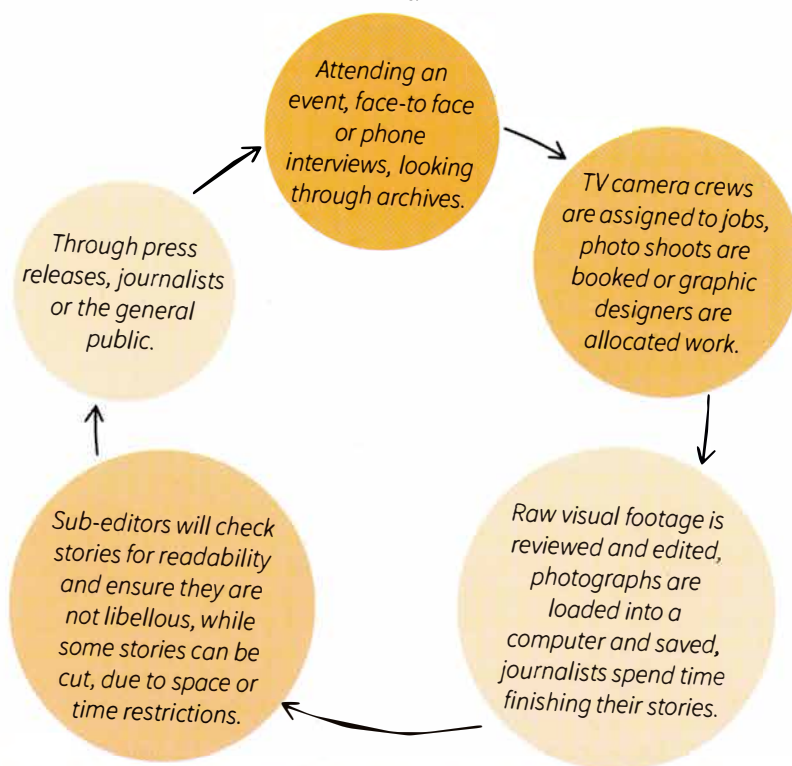 Attending an
event, face-to face
or phone
interviews, looking
through archives.
TV camera crews
are assigned to jobs,
photo shoots are
booked or graphic
designers are
allocated work.
Raw visual footage is
reviewed and edited,
photographs are
loaded into a
computer and saved,
journalists spend time
finishing their stories.
Sub-editors will check
stories for readability
and ensure they are
not libellous, while
some stories can be
cut, due to space or
time restrictions.
Through press
releases, journalists
or the general
public.